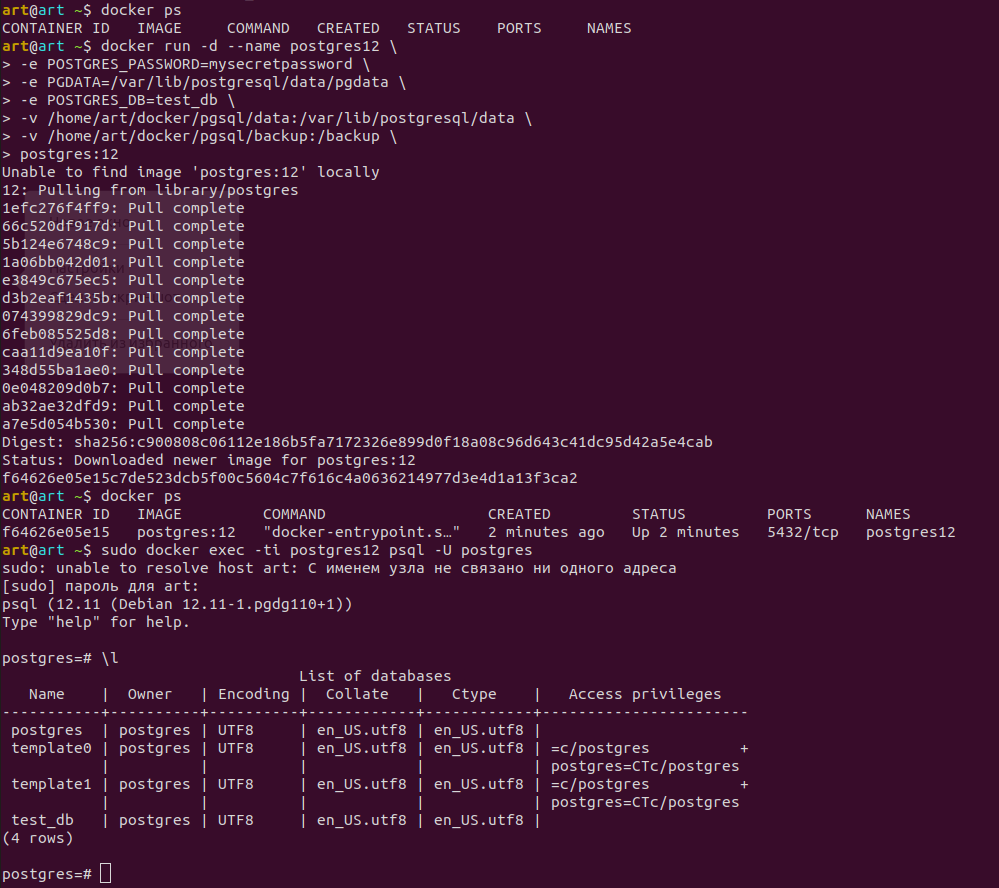 art@art ~$ docker ps
CONTAINER ID   IMAGE     COMMAND   CREATED   STATUS    PORTS     NAMES
art@art ~$ docker run -d --name postgres12 \
> -e POSTGRES_PASSWORD=mysecretpassword \
> -e PGDATA=/var/lib/postgresql/data/pgdata \
> -e POSTGRES_DB=test_db \
> -v /home/art/docker/pgsql/data:/var/lib/postgresql/data \
> -v /home/art/docker/pgsql/backup:/backup \
> postgres:12
Unable to find image 'postgres:12' locally
12: Pulling from library/postgres
1efc276f4ff9: Pull complete
66c520df917d: Pull complete
5b124e6748c9: Pull complete
1a06bb042d01: Pull complete
e3849c675ec5: Pull complete
d3b2eaf1435b: Pull complete
074399829dc9: Pull complete
6feb085525d8: Pull complete
caa11d9ea10f: Pull complete
348d55ba1ae0: Pull complete
0e048209d0b7: Pull complete
ab32ae32dfd9: Pull complete
a7e5d054b530: Pull complete
Digest: sha256:c900808c06112e186b5fa7172326e899d0f18a08c96d643c41dc95d42a5e4cab
Status: Downloaded newer image for postgres:12
f64626e05e15c7de523dcb5f00c5604c7f616c4a0636214977d3e4d1a13f3ca2
art@art ~$ docker ps
CONTAINER ID   IMAGE         COMMAND                  CREATED         STATUS         PORTS      NAMES
f64626e05e15   postgres:12   "docker-entrypoint.s…"   2 minutes ago   Up 2 minutes   5432/tcp   postgres12
art@art ~$ sudo docker exec -ti postgres12 psql -U postgres
sudo: unable to resolve host art: С именем узла не связано ни одного адреса
[sudo] пароль для art:
psql (12.11 (Debian 12.11-1.pgdg110+1))
Type "help" for help.
postgres=# \l
                                 List of databases
   Name    |  Owner   | Encoding |  Collate   |   Ctype    |   Access privileges
-----------+----------+----------+------------+------------+-----------------------
 postgres  | postgres | UTF8     | en_US.utf8 | en_US.utf8 |
 template0 | postgres | UTF8     | en_US.utf8 | en_US.utf8 | =c/postgres          +
           |          |          |            |            | postgres=CTc/postgres
 template1 | postgres | UTF8     | en_US.utf8 | en_US.utf8 | =c/postgres          +
           |          |          |            |            | postgres=CTc/postgres
 test_db   | postgres | UTF8     | en_US.utf8 | en_US.utf8 |
(4 rows)
postgres=#